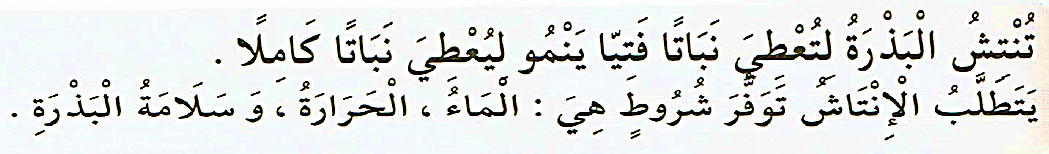 تُنْتِشُ الْبَذْرَةُ لِتُعْطِيَ نَبَاتًا فَتِيّا يَنْمُو لِيُعْطِيَ نَبَاتًا كَامِلًا .
يَتَطَلَّبُ الْإِنْتَاشُ تَوَفَّرَ شُرُوطٍ هِيَ : الْمَاءُ ، الْحَرَارَةُ ، وَ سَلَامَةُ الْبَذْرَةِ .